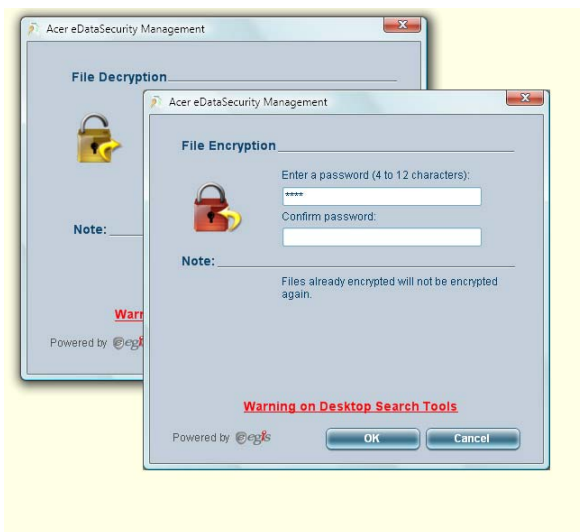 Acer eDataSecurity Management
File Decryption
Note:
Powered by egis
Acer eDataSecurity Management
File Encryption
Enter a password (4 to 12 characters):
****
Confirm password:
Note:
Files already encrypted will not be encrypted
again.
Warning on Desktop Search Tools
Powered by egis
OK
Cancel